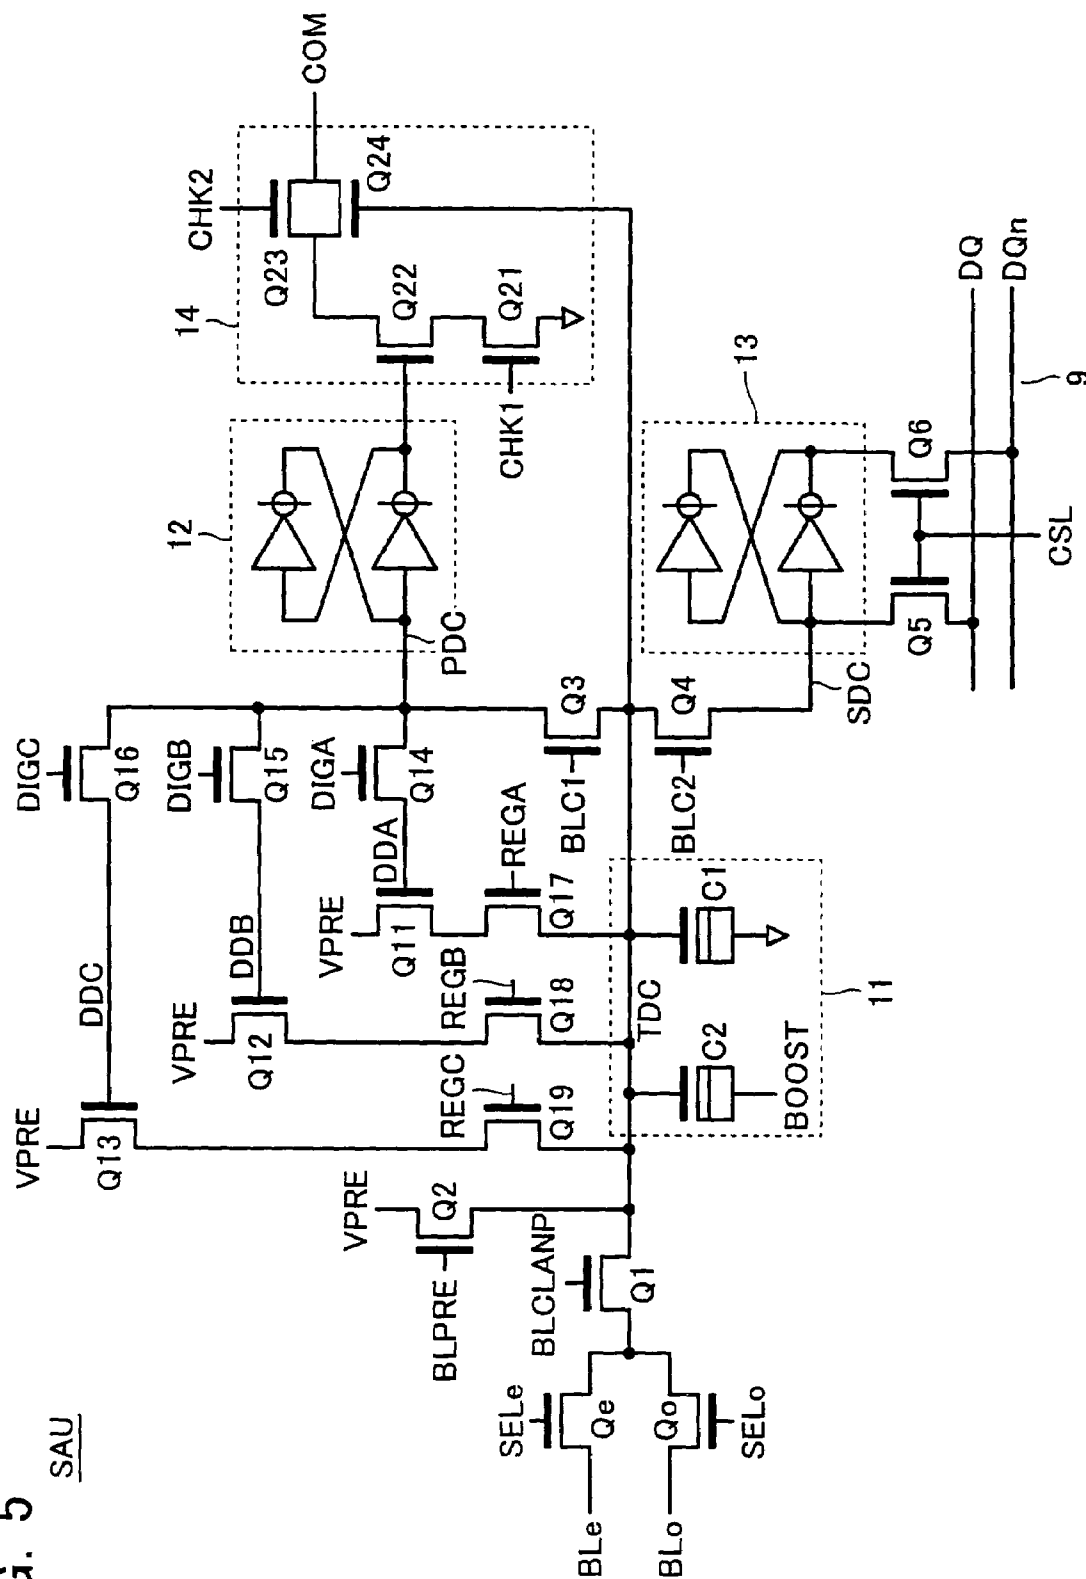 G. 5
SAU
COM
CHK2
Q24
Q23
14
Q22
Q21
CHK1
12
PDC
DIGC
Q16
DIGB
Q15
DIGA
Q14
DDC
DDB
DDA
VPRE
Q13
VPRE
Q12
VPRE
Q11
REGC
Q19
REGB
Q18
REGA
Q17
VPRE
Q2
BLPRE
BLCLANP
Q1
SELe
Qe
Qo
SELo
BLe
BLo
TDC
C2
C1
BOOST
11
BLC1
Q3
BLC2
Q4
SDC
13
Q5
Q6
CSL
DQ
DQn
9